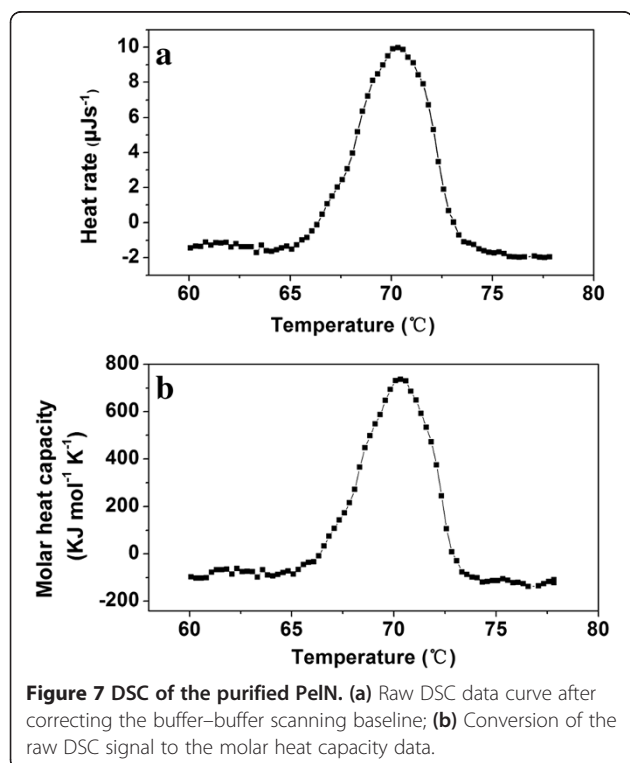 a
10
8
6
4
2
0
-2
Heat rate (μJs⁻¹)
60 65 70 75 80
Temperature (℃)
b
800
600
400
200
0
-200
Molar heat capacity
(KJ mol⁻¹ K⁻¹)
60 65 70 75 80
Temperature (℃)
Figure 7 DSC of the purified PelN. (a) Raw DSC data curve after
correcting the buffer–buffer scanning baseline; (b) Conversion of the
raw DSC signal to the molar heat capacity data.